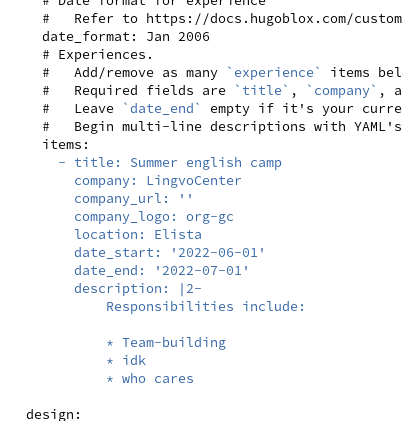 # Date format for experience
#   Refer to https://docs.hugoblox.com/custom
date_format: Jan 2006
# Experiences.
#   Add/remove as many `experience` items bel
#   Required fields are `title`, `company`, a
#   Leave `date_end` empty if it's your curre
#   Begin multi-line descriptions with YAML's
items:
  - title: Summer english camp
    company: LingvoCenter
    company_url: ''
    company_logo: org-gc
    location: Elista
    date_start: '2022-06-01'
    date_end: '2022-07-01'
    description: |2-
        Responsibilities include:

        * Team-building
        * idk
        * who cares

design: